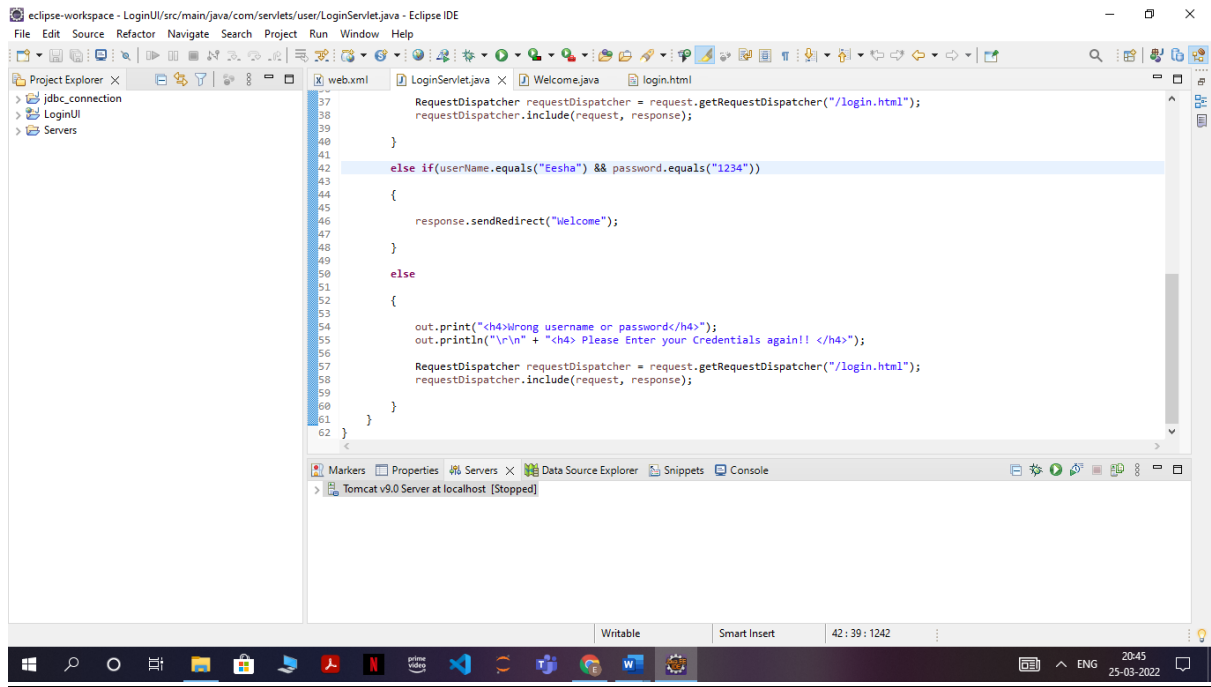 eclipse-workspace - LoginUI/src/main/java/com/servlets/user/LoginServlet.java - Eclipse IDE
File Edit Source Refactor Navigate Search Project Run Window Help
Project Explorer
jdbc_connection
LoginUI
Servers
web.xml LoginServlet.java Welcome.java login.html
37 RequestDispatcher requestDispatcher = request.getRequestDispatcher("/login.html");
38 requestDispatcher.include(request, response);
39
40 }
41
42 else if(userName.equals("Eesha") && password.equals("1234"))
43
44 {
45
46 response.sendRedirect("Welcome");
47
48 }
49
50 else
51
52 {
53
54 out.print("<h4>Wrong username or password</h4>");
55 out.println("\r\n" + "<h4> Please Enter your Credentials again!! </h4>");
56
57 RequestDispatcher requestDispatcher = request.getRequestDispatcher("/login.html");
58 requestDispatcher.include(request, response);
59
60 }
61 }
62 }
Markers Properties Servers Data Source Explorer Snippets Console
Tomcat v9.0 Server at localhost [Stopped]
Writable Smart Insert 42 : 39 : 1242
prime video
ENG
20:45
25-03-2022